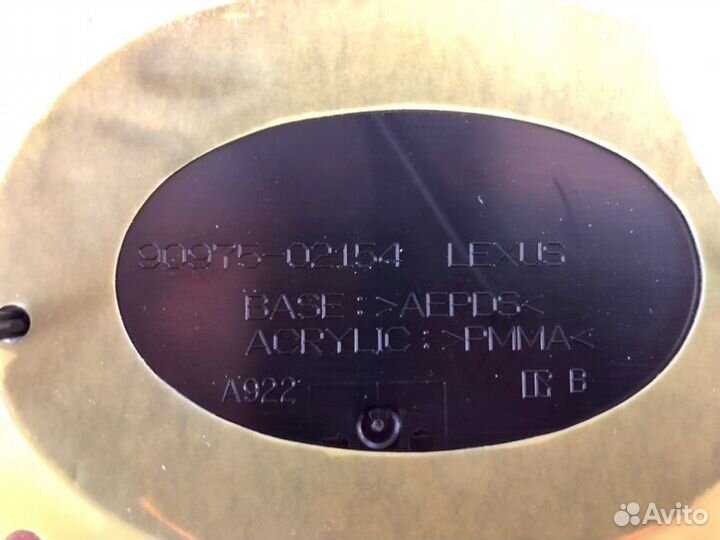 90975-02154 LEXUS
BASE : >AEPDS<
ACRYLIC : >PMMA<
A922 B
Avito